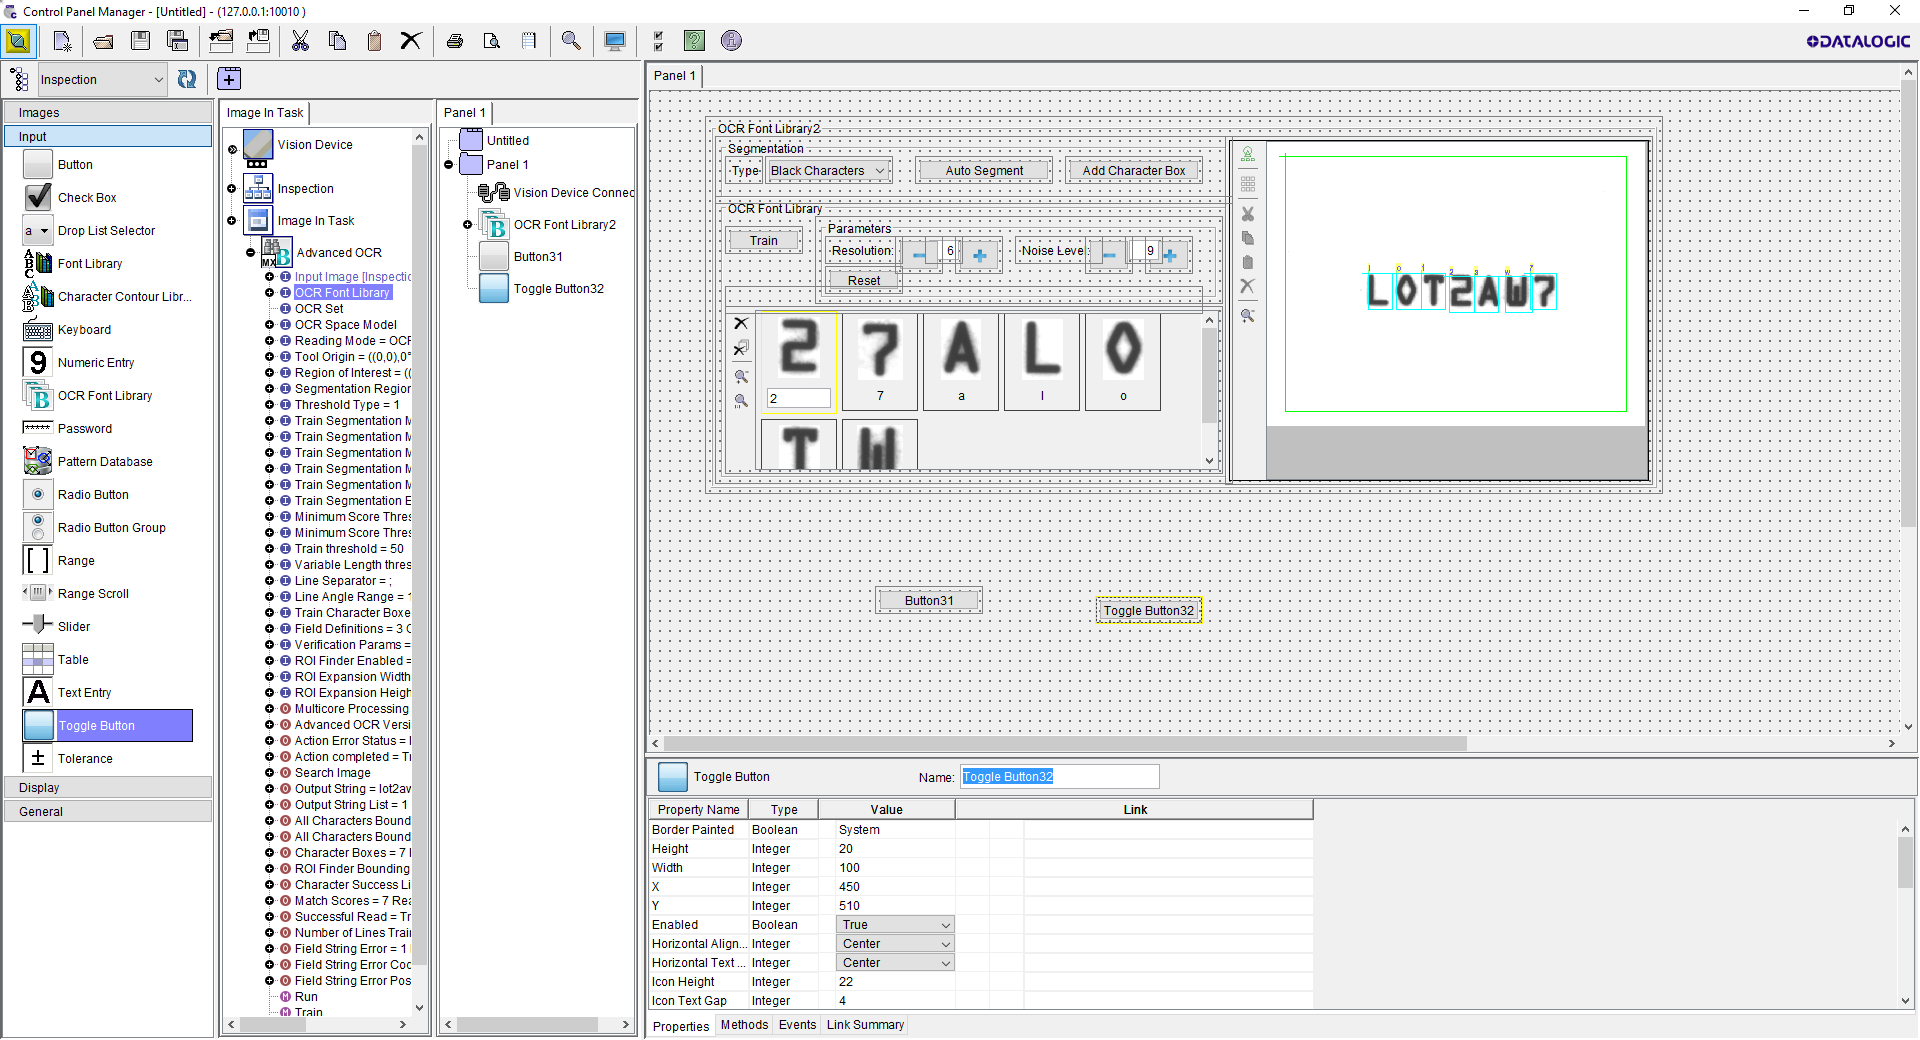 Control Panel Manager - [Untitled] - (127.0.0.1:10010 )
DATALOGIC
Inspection
Images
Input
Button
Check Box
Drop List Selector
Font Library
Character Contour Libr...
Keyboard
Numeric Entry
OCR Font Library
Password
Pattern Database
Radio Button
Radio Button Group
Range
Range Scroll
Slider
Table
Text Entry
Toggle Button
Tolerance
Display
General
Image In Task
Vision Device
Inspection
Image In Task
Advanced OCR
Input Image [Inspectic
OCR Font Library
OCR Set
OCR Space Model
Reading Mode = OCF
Tool Origin = ((0,0),0°
Region of Interest = ((
Segmentation Region
Threshold Type = 1
Train Segmentation M
Train Segmentation M
Train Segmentation M
Train Segmentation M
Train Segmentation M
Train Segmentation E
Minimum Score Thres
Minimum Score Thres
Train threshold = 50
Variable Length thres
Line Separator = ;
Line Angle Range = 1
Train Character Boxe
Field Definitions = 3 C
Verification Params =
ROI Finder Enabled =
ROI Expansion Width
ROI Expansion Heigh
Multicore Processing
Advanced OCR Versi
Action Error Status = I
Action completed = Tr
Search Image
Output String = lot2aw
Output String List = 1
All Characters Bound
All Characters Bound
Character Boxes = 7 I
ROI Finder Bounding
Character Success Li
Match Scores = 7 Rea
Successful Read = Tr
Number of Lines Trai
Field String Error = 1
Field String Error Coc
Field String Error Pos
Run
Train
Panel 1
Untitled
Panel 1
Vision Device Connec
OCR Font Library2
Button31
Toggle Button32
Panel 1
OCR Font Library2
Segmentation
Type Black Characters Auto Segment Add Character Box
OCR Font Library
Train
Parameters
Resolution: 6 Noise Level: 9
Reset
2 7 A L O
2 7 a l o
T W
l o t 2 a w 7
LOT2AW7
Button31
Toggle Button32
Toggle Button Name: Toggle Button32
Property Name Type Value Link
Border Painted Boolean System
Height Integer 20
Width Integer 100
X Integer 450
Y Integer 510
Enabled Boolean True
Horizontal Align... Integer Center
Horizontal Text ... Integer Center
Icon Height Integer 22
Icon Text Gap Integer 4
Properties Methods Events Link Summary